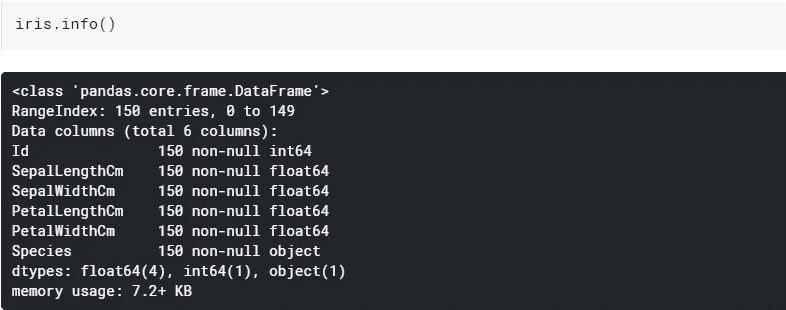 iris.info()
<class 'pandas.core.frame.DataFrame'>
RangeIndex: 150 entries, 0 to 149
Data columns (total 6 columns):
Id               150 non-null int64
SepalLengthCm    150 non-null float64
SepalWidthCm     150 non-null float64
PetalLengthCm    150 non-null float64
PetalWidthCm     150 non-null float64
Species          150 non-null object
dtypes: float64(4), int64(1), object(1)
memory usage: 7.2+ KB